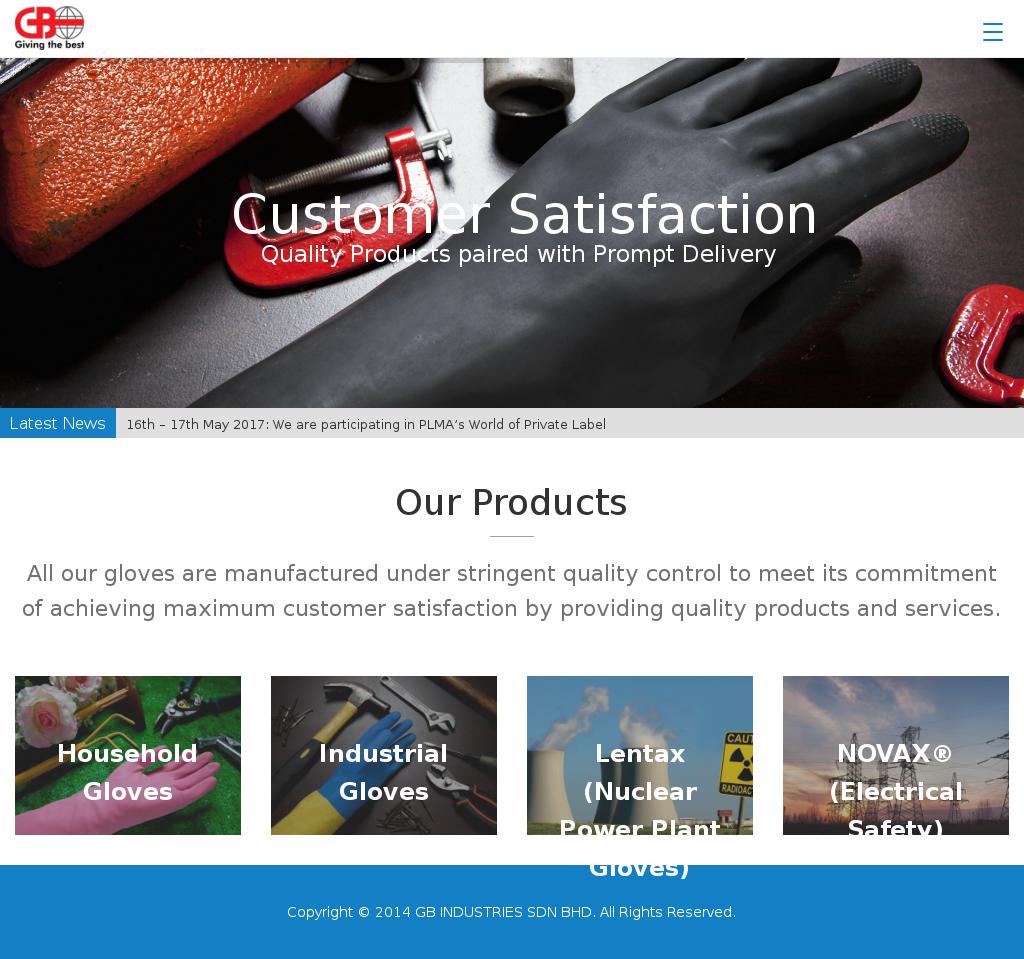 GB
Giving the best
Customer Satisfaction
Quality Products paired with Prompt Delivery
Latest News
16th – 17th May 2017: We are participating in PLMA’s World of Private Label
Our Products
All our gloves are manufactured under stringent quality control to meet its commitment
of achieving maximum customer satisfaction by providing quality products and services.
Household
Gloves
Industrial
Gloves
Lentax
(Nuclear
Power Plant
Gloves)
CAUT
RADIOAC
NOVAX®
(Electrical
Safety)
Copyright © 2014 GB INDUSTRIES SDN BHD. All Rights Reserved.